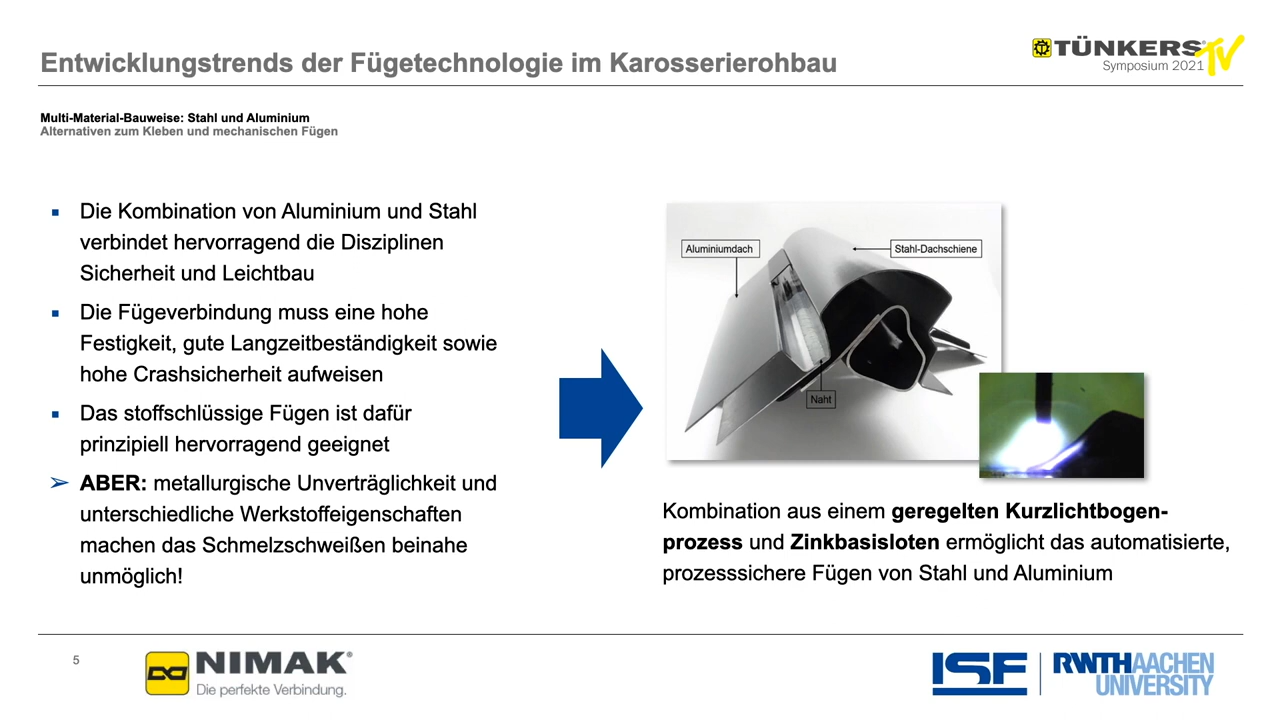 Entwicklungstrends der Fügetechnologie im Karosserierohbau
TÜNKERS TV
Symposium 2021
Multi-Material-Bauweise: Stahl und Aluminium
Alternativen zum Kleben und mechanischen Fügen
Die Kombination von Aluminium und Stahl
verbindet hervorragend die Disziplinen
Sicherheit und Leichtbau
Die Fügeverbindung muss eine hohe
Festigkeit, gute Langzeitbeständigkeit sowie
hohe Crashsicherheit aufweisen
Das stoffschlüssige Fügen ist dafür
prinzipiell hervorragend geeignet
➢ ABER: metallurgische Unverträglichkeit und
unterschiedliche Werkstoffeigenschaften
machen das Schmelzschweißen beinahe
unmöglich!
Aluminiumdach
Stahl-Dachschiene
Naht
Kombination aus einem geregelten Kurzlichtbogen-
prozess und Zinkbasisloten ermöglicht das automatisierte,
prozesssichere Fügen von Stahl und Aluminium
5
NIMAK®
Die perfekte Verbindung.
ISF
RWTHAACHEN
UNIVERSITY